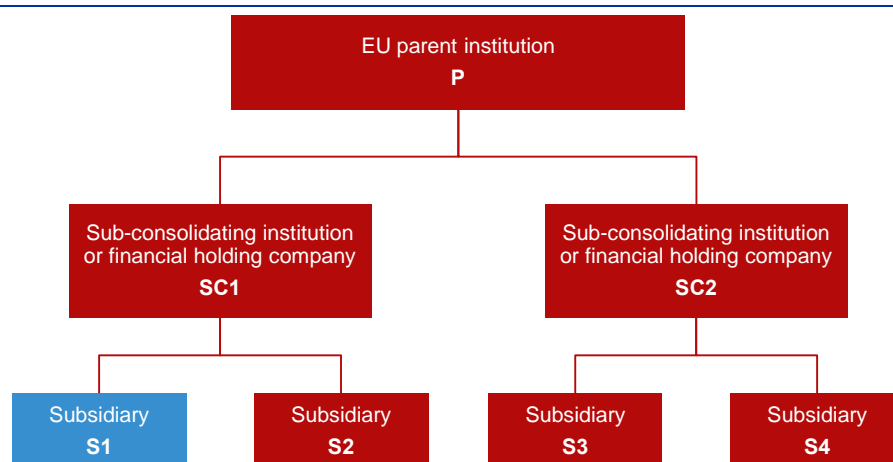 EU parent institution
P
Sub-consolidating institution
or financial holding company
SC1
Sub-consolidating institution
or financial holding company
SC2
Subsidiary
S1
Subsidiary
S2
Subsidiary
S3
Subsidiary
S4